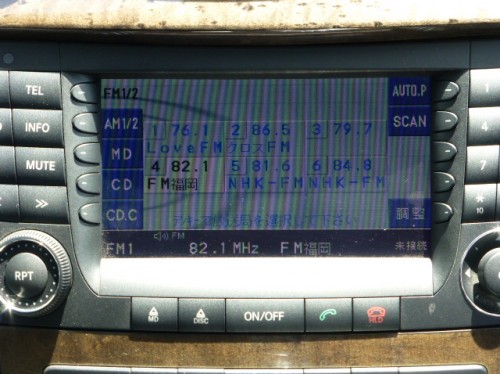 FM1/2 AUTO.P
TEL
AM1/2 SCAN
1 76.1 2 86.5 3 79.7
INFO
LoveFM クロスFM
MD
4 82.1 5 81.6 6 84.8
MUTE
CD FM福岡 NHK-FM NHK-FM
CD.C 調整
*
10
FM
FM1 82.1 MHz FM福岡 未接続
RPT
MD DISC ON/OFF